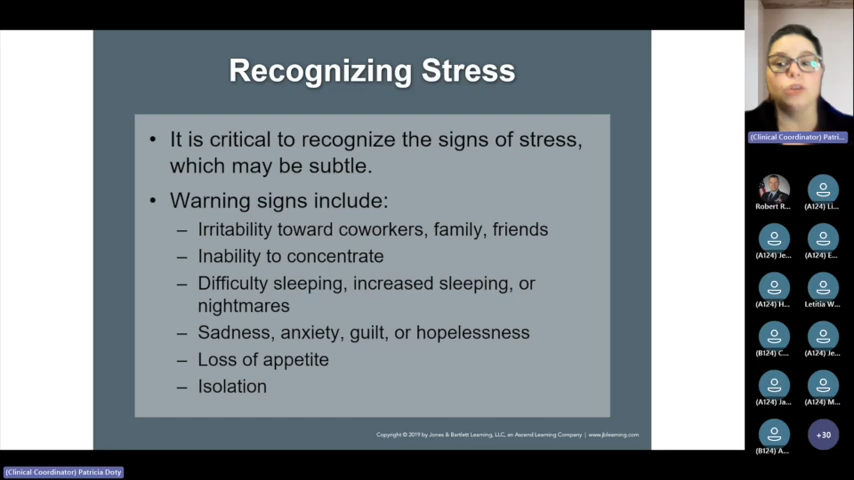 Recognizing Stress
• It is critical to recognize the signs of stress,
which may be subtle.
• Warning signs include:
– Irritability toward coworkers, family, friends
– Inability to concentrate
– Difficulty sleeping, increased sleeping, or
nightmares
– Sadness, anxiety, guilt, or hopelessness
– Loss of appetite
– Isolation
Copyright © 2019 by Jones & Bartlett Learning, LLC, an Ascend Learning Company | www.jblearning.com
(Clinical Coordinator) Patricia Doty
(Clinical Coordinator) Patri...
Robert R... (A124) Li...
(A124) Je... (A124) E...
(A124) H... Letitia W...
(B124) C... (A124) Je...
(A124) Ja... (A124) M...
(B124) A... +30